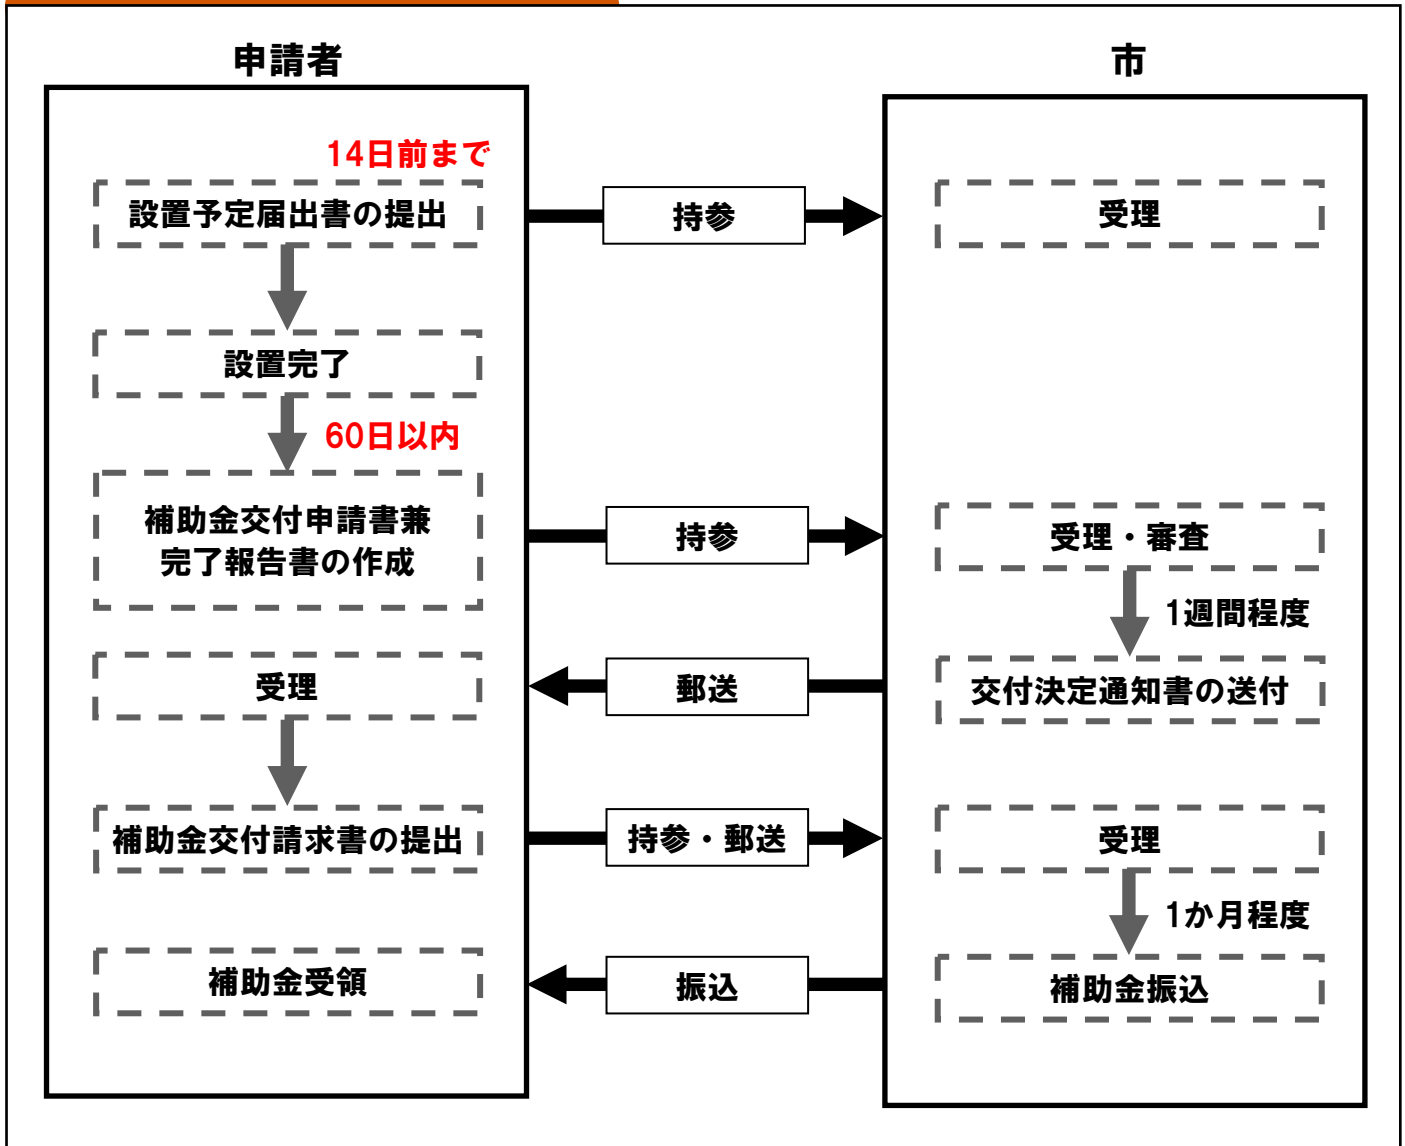 申請者
市
14日前まで
設置予定届出書の提出
持参
受理
設置完了
60日以内
補助金交付申請書兼
完了報告書の作成
持参
受理・審査
1週間程度
受理
郵送
交付決定通知書の送付
補助金交付請求書の提出
持参・郵送
受理
1か月程度
補助金受領
振込
補助金振込